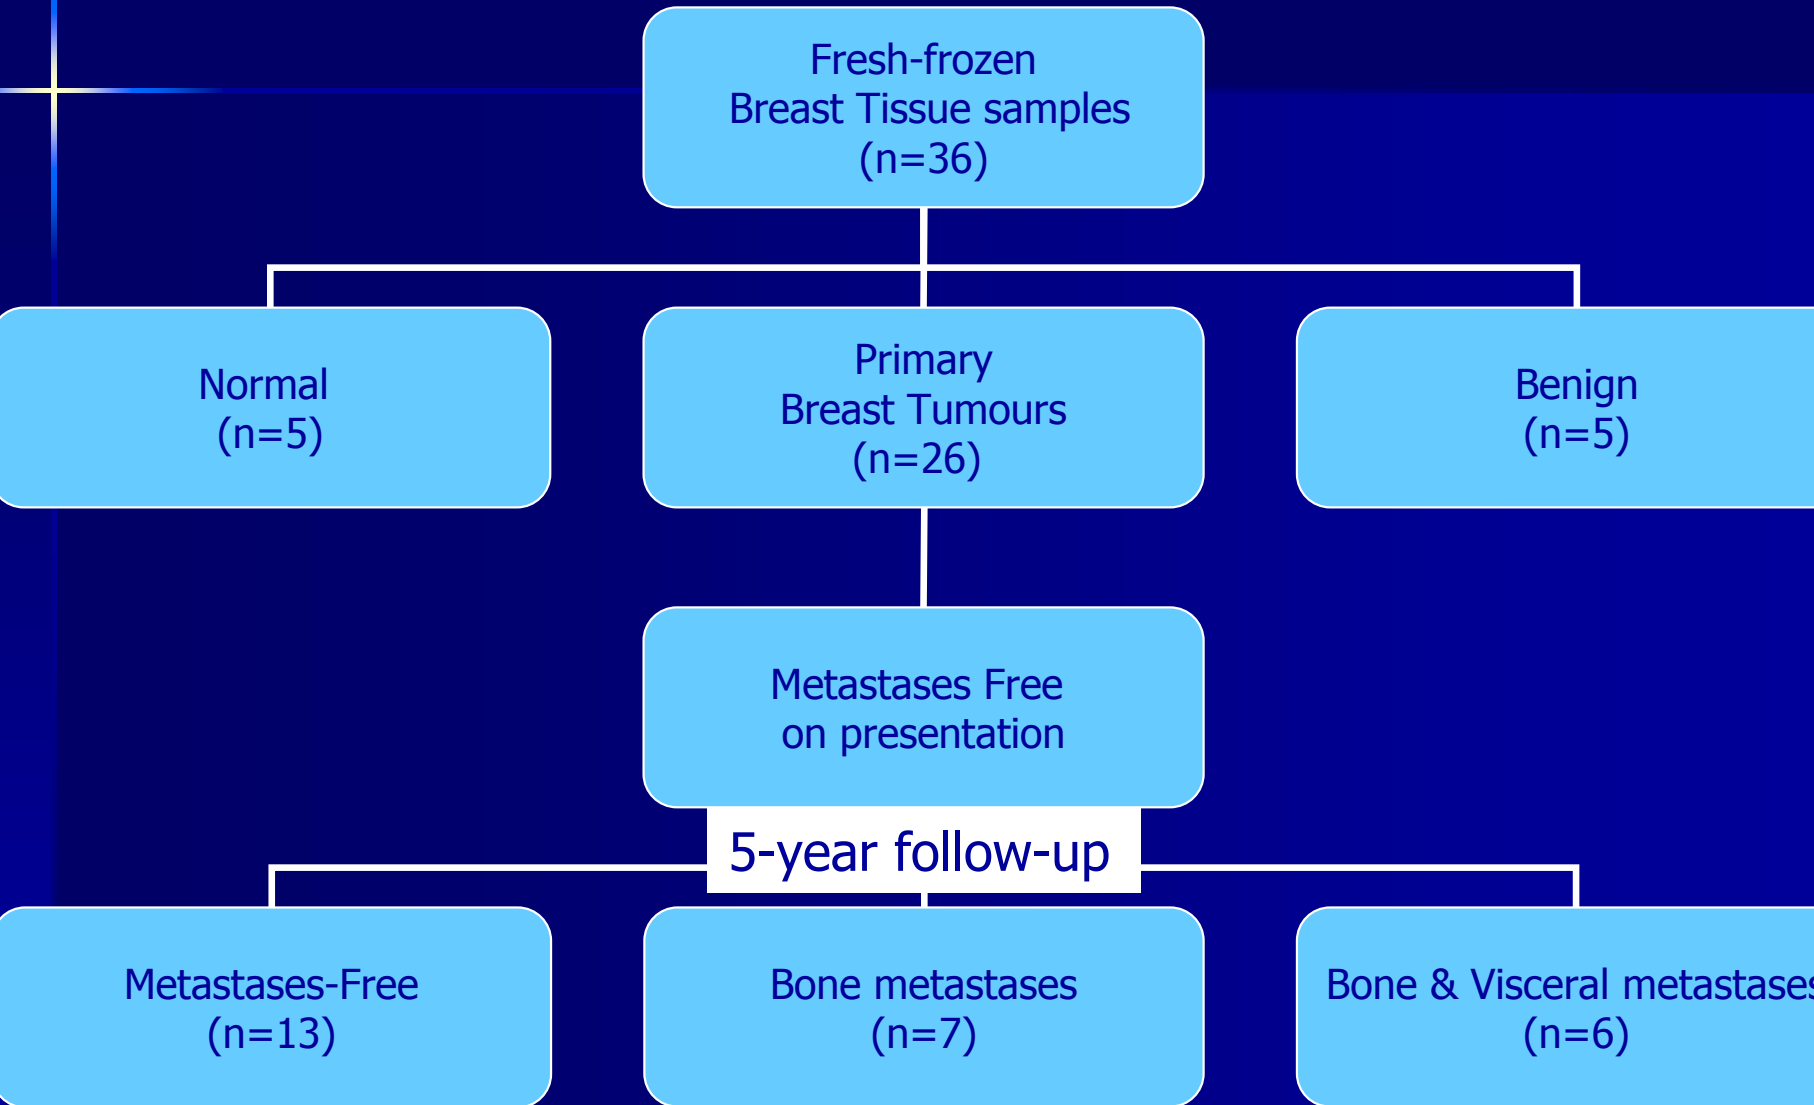 Fresh-frozen
Breast Tissue samples
(n=36)
Normal
(n=5)
Primary
Breast Tumours
(n=26)
Benign
(n=5)
Metastases Free
on presentation
5-year follow-up
Metastases-Free
(n=13)
Bone metastases
(n=7)
Bone & Visceral metastases
(n=6)